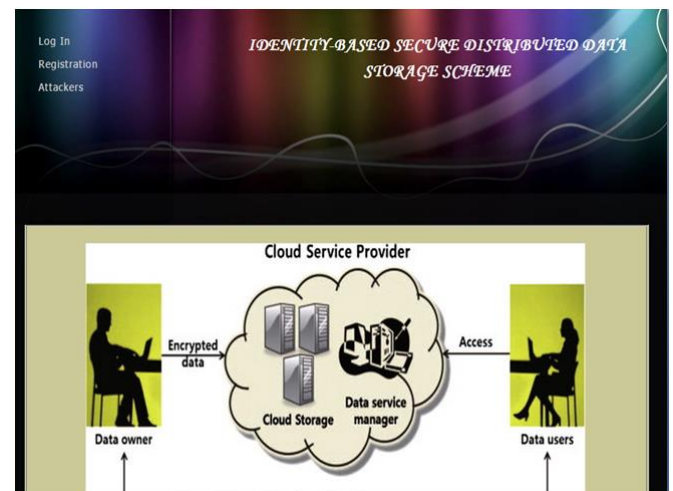 Log In
Registration
Attackers
IDENTITY-BASED SECURE DISTRIBUTED DATA
STORAGE SCHEME
Cloud Service Provider
Encrypted
data
Access
Cloud Storage
Data service
manager
Data owner
Data users